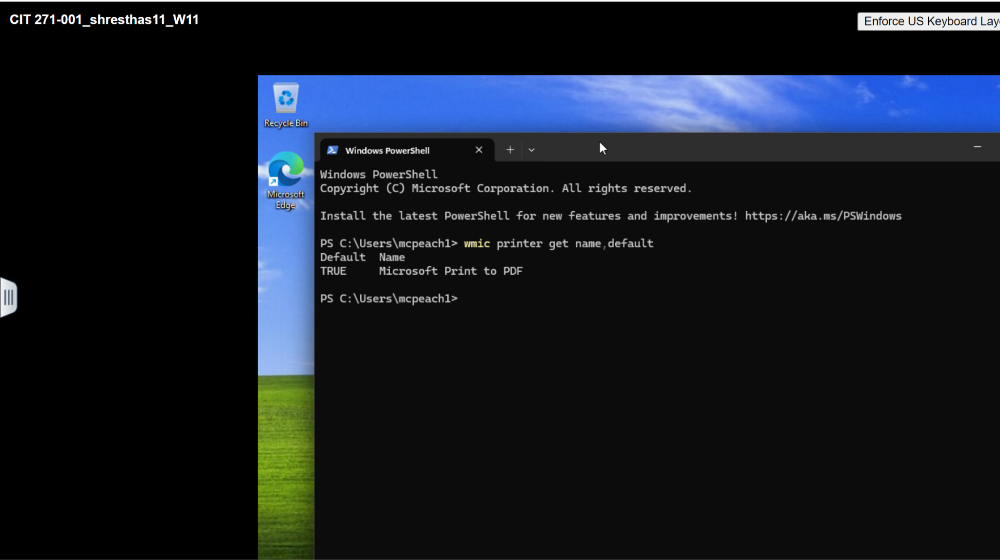 CIT 271-001_shresthas11_W11
Enforce US Keyboard Lay
Recycle Bin
Microsoft
Edge
Windows PowerShell
Windows PowerShell
Copyright (C) Microsoft Corporation. All rights reserved.
Install the latest PowerShell for new features and improvements! https://aka.ms/PSWindows
PS C:\Users\mcpeach1> wmic printer get name,default
Default  Name
TRUE     Microsoft Print to PDF
PS C:\Users\mcpeach1>